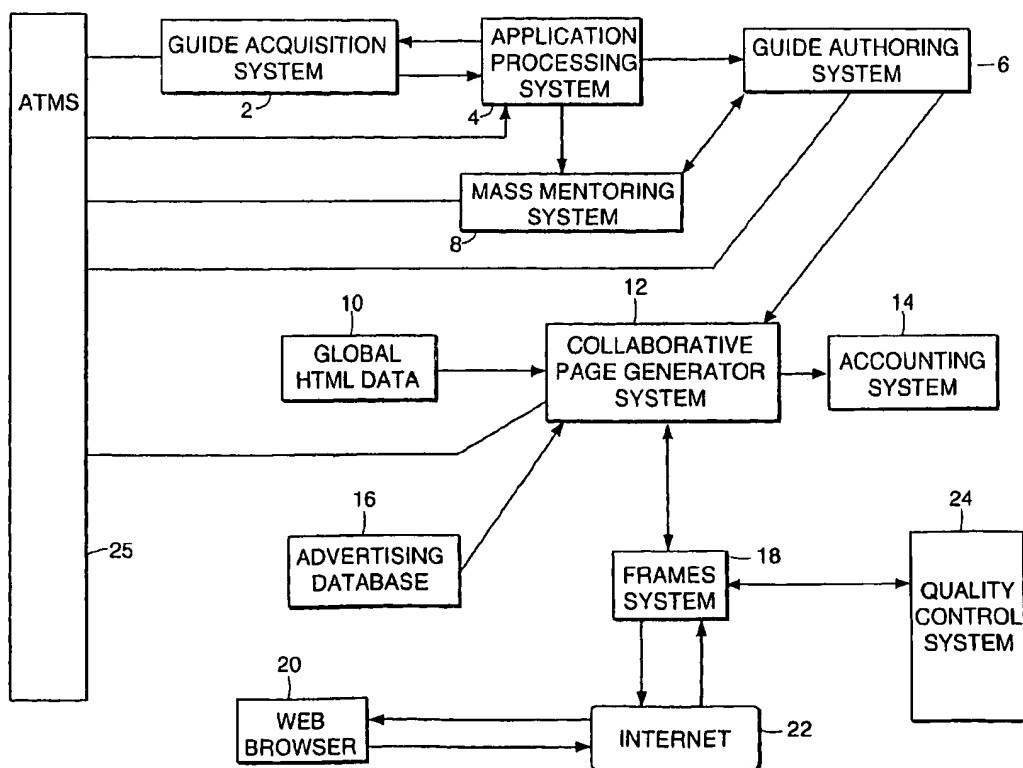 ATMS
GUIDE ACQUISITION
SYSTEM
2
APPLICATION
PROCESSING
SYSTEM
4
GUIDE AUTHORING
SYSTEM
6
MASS MENTORING
SYSTEM
8
10
GLOBAL
HTML DATA
12
COLLABORATIVE
PAGE GENERATOR
SYSTEM
14
ACCOUNTING
SYSTEM
16
ADVERTISING
DATABASE
25
18
FRAMES
SYSTEM
24
QUALITY
CONTROL
SYSTEM
20
WEB
BROWSER
INTERNET
22